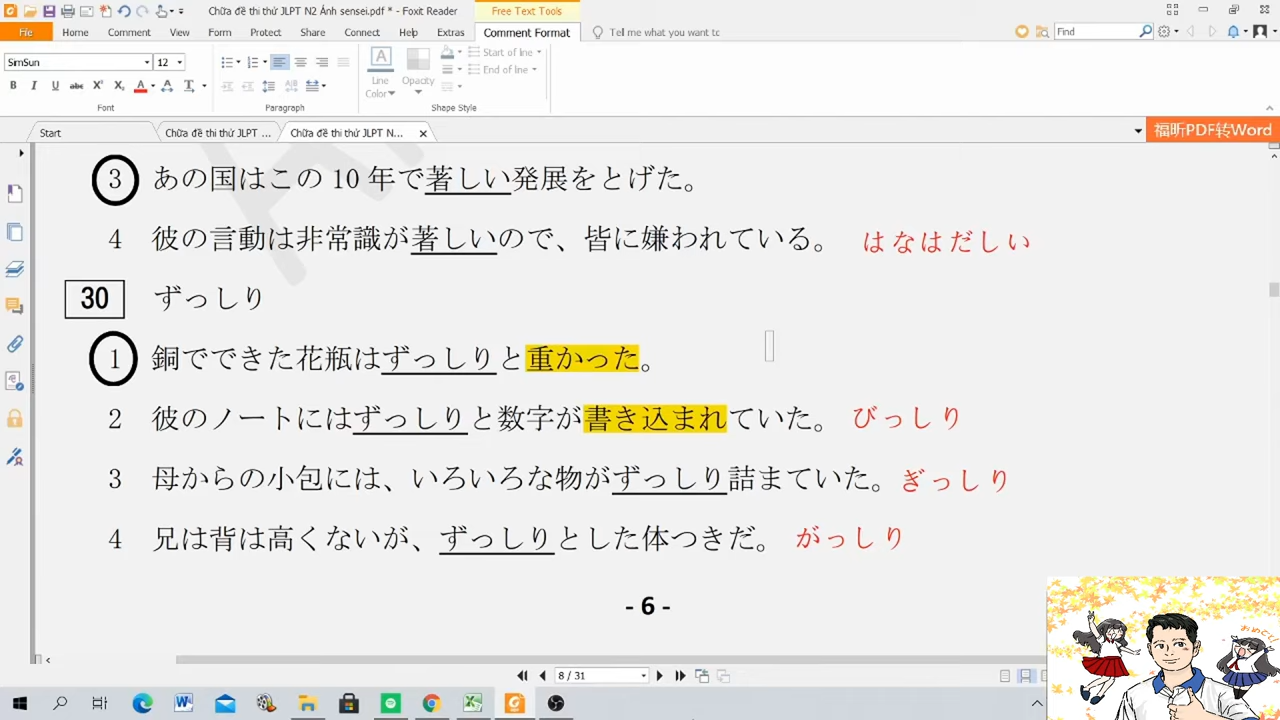 Chữa đề thi thử JLPT N2 Ánh sensei.pdf * - Foxit Reader
Free Text Tools
File Home Comment View Form Protect Share Connect Help Extras Comment Format Tell me what you want to Find
SimSun 12 Start of line
End of line
B I U abc X² X₂ A T
Line Color Opacity
Font Paragraph Shape Style
Start Chữa đề thi thử JLPT ... Chữa đề thi thử JLPT N... 福昕PDF转Word
3 あの国はこの 10 年で著しい発展をとげた。
4 彼の言動は非常識が著しいので、皆に嫌われている。 はなはだしい
30 ずっしり
1 銅でできた花瓶はずっしりと重かった。
2 彼のノートにはずっしりと数字が書き込まれていた。 びっしり
3 母からの小包には、いろいろな物がずっしり詰まていた。 ぎっしり
4 兄は背は高くないが、ずっしりとした体つきだ。 がっしり
- 6 -
おめでとう!
8 / 31